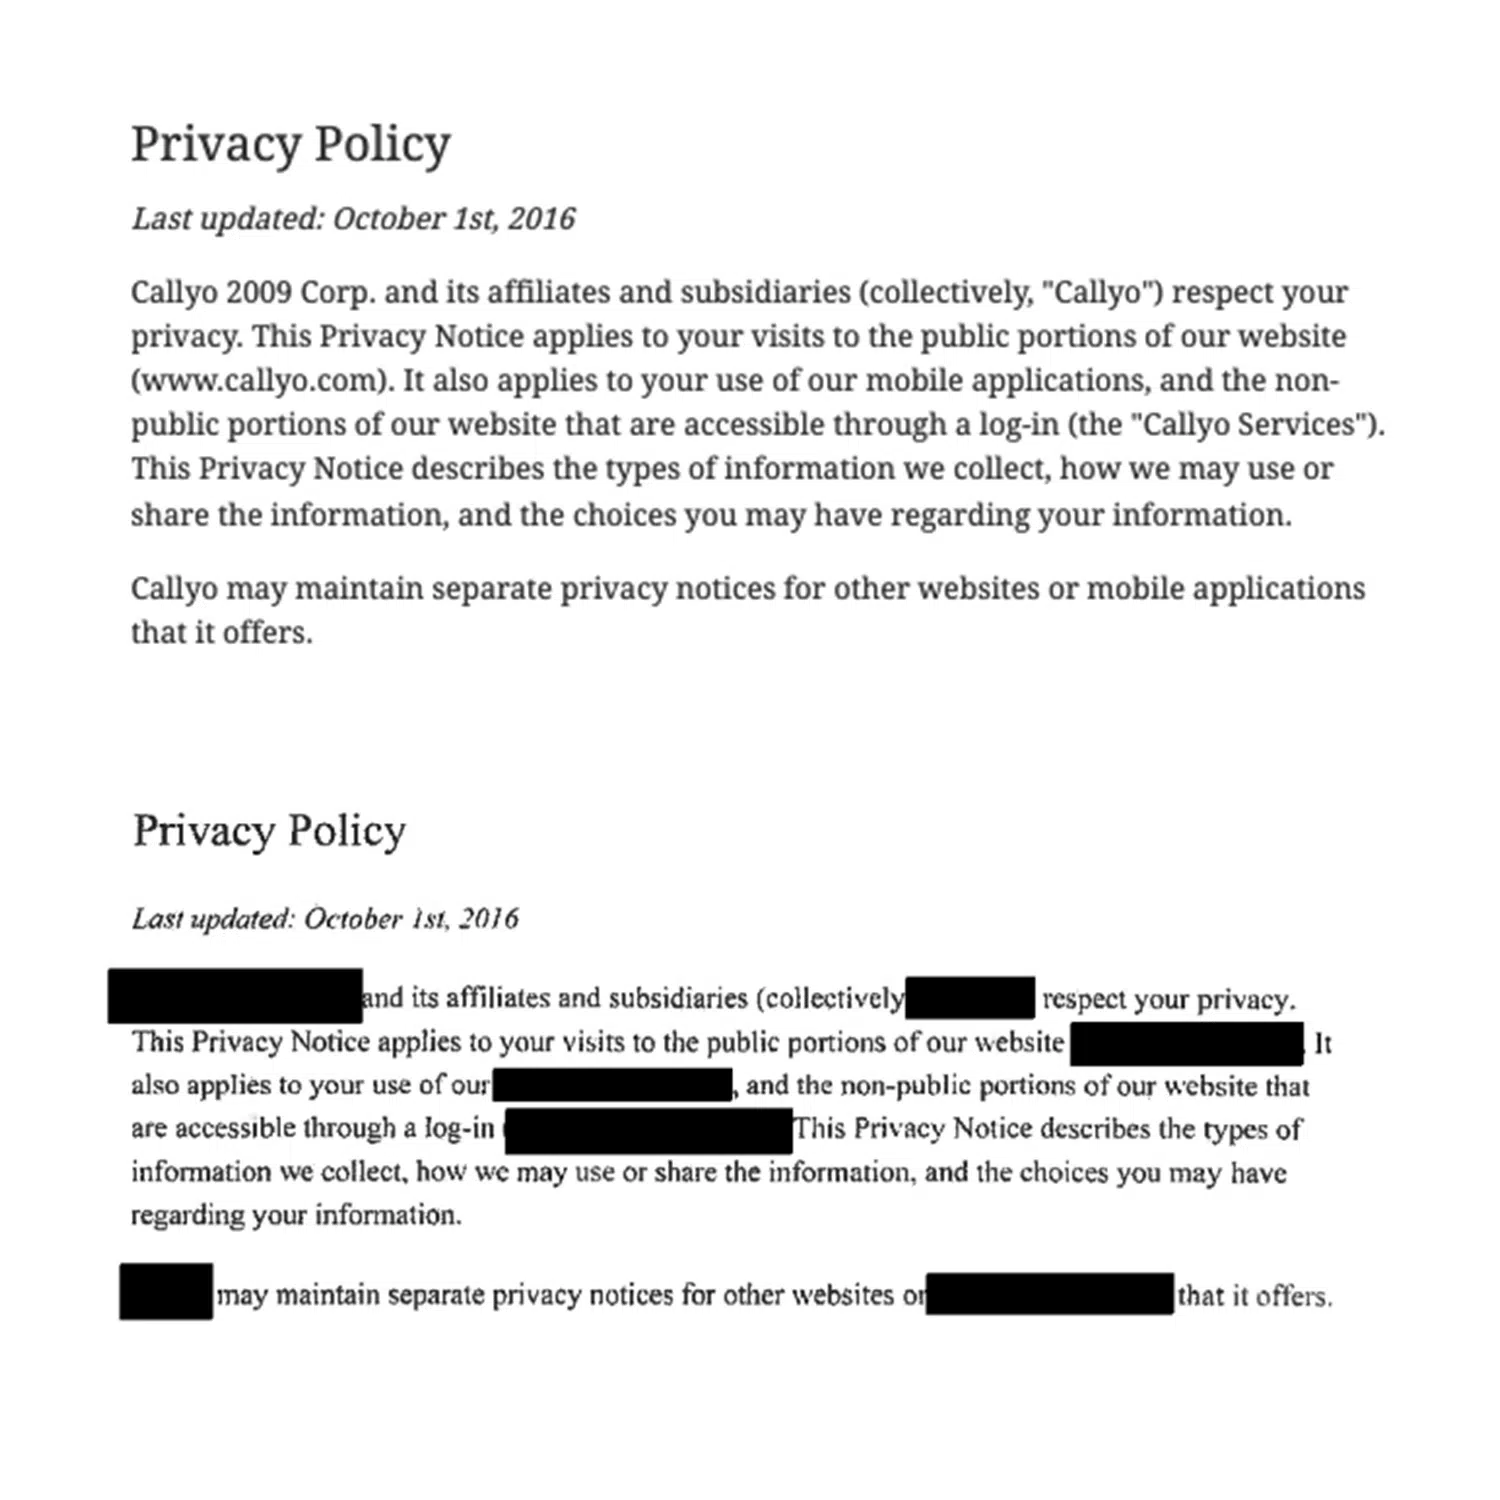 Privacy Policy
Last updated: October 1st, 2016
Callyo 2009 Corp. and its affiliates and subsidiaries (collectively, "Callyo") respect your
privacy. This Privacy Notice applies to your visits to the public portions of our website
(www.callyo.com). It also applies to your use of our mobile applications, and the non-
public portions of our website that are accessible through a log-in (the "Callyo Services").
This Privacy Notice describes the types of information we collect, how we may use or
share the information, and the choices you may have regarding your information.
Callyo may maintain separate privacy notices for other websites or mobile applications
that it offers.
Privacy Policy
Last updated: October 1st, 2016
and its affiliates and subsidiaries (collectively respect your privacy.
This Privacy Notice applies to your visits to the public portions of our website . It
also applies to your use of our , and the non-public portions of our website that
are accessible through a log-in ( This Privacy Notice describes the types of
information we collect, how we may use or share the information, and the choices you may have
regarding your information.
may maintain separate privacy notices for other websites or that it offers.